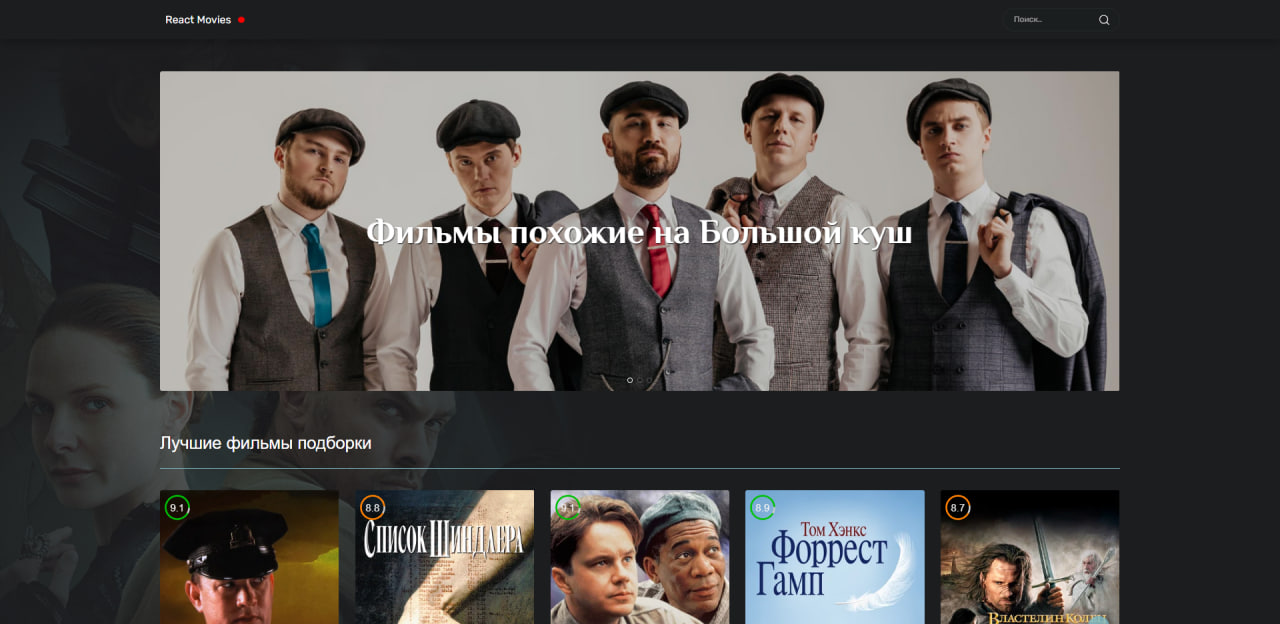 React Movies
Поиск..
Фильмы похожие на Большой куш
Лучшие фильмы подборки
9.1
8.8
9.1
8.9
8.7
Список Шиндлера
Том Хэнкс
Форрест
Гамп
Властелин Колец